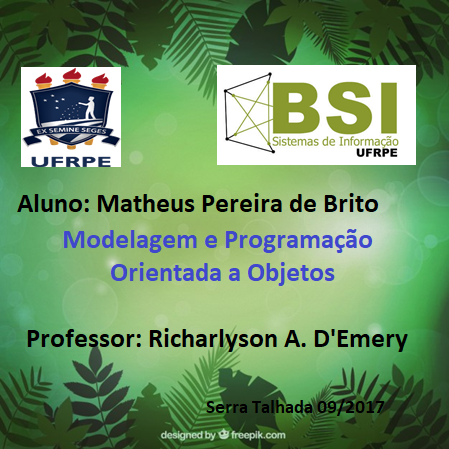 EX SEMINE SEGES
UFRPE
BSI
Sistemas de Informação
UFRPE
Aluno: Matheus Pereira de Brito
Modelagem e Programação
Orientada a Objetos
Professor: Richarlyson A. D'Emery
Serra Talhada 09/2017
designed by freepik.com